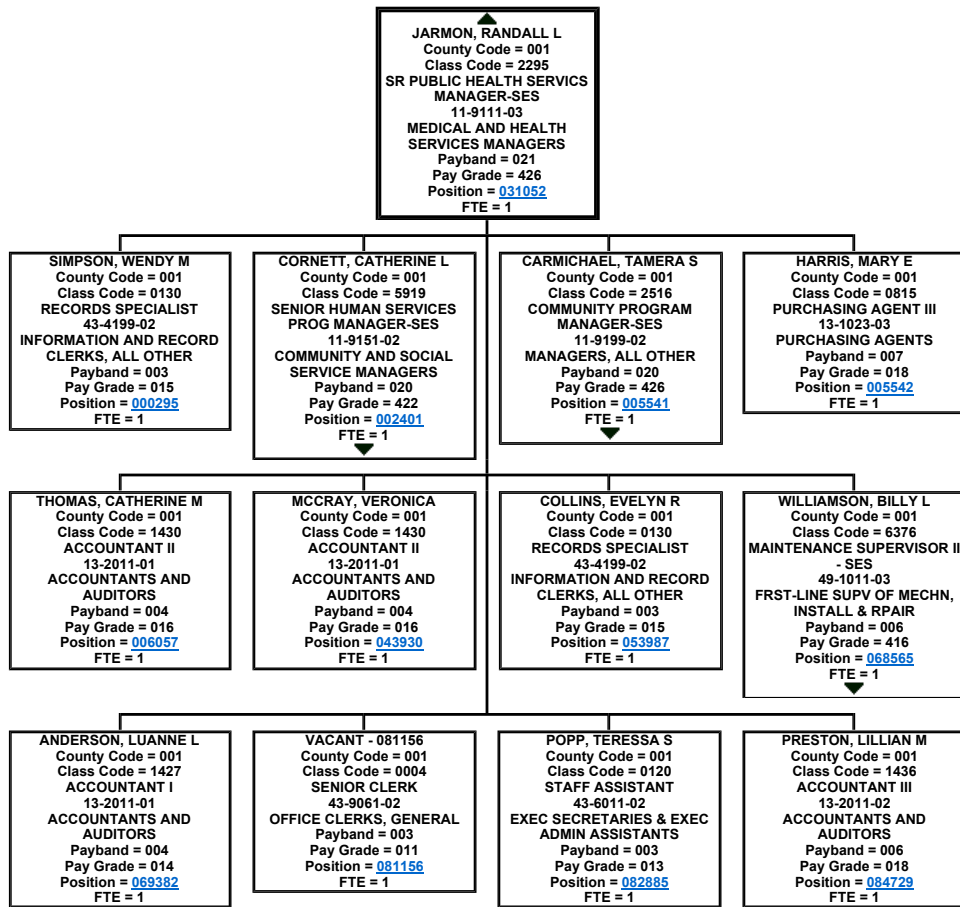 JARMON, RANDALL L
County Code = 001
Class Code = 2295
SR PUBLIC HEALTH SERVICS
MANAGER-SES
11-9111-03
MEDICAL AND HEALTH
SERVICES MANAGERS
Payband = 021
Pay Grade = 426
Position = 031052
FTE = 1
SIMPSON, WENDY M
County Code = 001
Class Code = 0130
RECORDS SPECIALIST
43-4199-02
INFORMATION AND RECORD
CLERKS, ALL OTHER
Payband = 003
Pay Grade = 015
Position = 000295
FTE = 1
CORNETT, CATHERINE L
County Code = 001
Class Code = 5919
SENIOR HUMAN SERVICES
PROG MANAGER-SES
11-9151-02
COMMUNITY AND SOCIAL
SERVICE MANAGERS
Payband = 020
Pay Grade = 422
Position = 002401
FTE = 1
CARMICHAEL, TAMERA S
County Code = 001
Class Code = 2516
COMMUNITY PROGRAM
MANAGER-SES
11-9199-02
MANAGERS, ALL OTHER
Payband = 020
Pay Grade = 426
Position = 005541
FTE = 1
HARRIS, MARY E
County Code = 001
Class Code = 0815
PURCHASING AGENT III
13-1023-03
PURCHASING AGENTS
Payband = 007
Pay Grade = 018
Position = 005542
FTE = 1
THOMAS, CATHERINE M
County Code = 001
Class Code = 1430
ACCOUNTANT II
13-2011-01
ACCOUNTANTS AND
AUDITORS
Payband = 004
Pay Grade = 016
Position = 006057
FTE = 1
MCCRAY, VERONICA
County Code = 001
Class Code = 1430
ACCOUNTANT II
13-2011-01
ACCOUNTANTS AND
AUDITORS
Payband = 004
Pay Grade = 016
Position = 043930
FTE = 1
COLLINS, EVELYN R
County Code = 001
Class Code = 0130
RECORDS SPECIALIST
43-4199-02
INFORMATION AND RECORD
CLERKS, ALL OTHER
Payband = 003
Pay Grade = 015
Position = 053987
FTE = 1
WILLIAMSON, BILLY L
County Code = 001
Class Code = 6376
MAINTENANCE SUPERVISOR II
- SES
49-1011-03
FRST-LINE SUPV OF MECHN,
INSTALL & RPAIR
Payband = 006
Pay Grade = 416
Position = 068565
FTE = 1
ANDERSON, LUANNE L
County Code = 001
Class Code = 1427
ACCOUNTANT I
13-2011-01
ACCOUNTANTS AND
AUDITORS
Payband = 004
Pay Grade = 014
Position = 069382
FTE = 1
VACANT - 081156
County Code = 001
Class Code = 0004
SENIOR CLERK
43-9061-02
OFFICE CLERKS, GENERAL
Payband = 003
Pay Grade = 011
Position = 081156
FTE = 1
POPP, TERESSA S
County Code = 001
Class Code = 0120
STAFF ASSISTANT
43-6011-02
EXEC SECRETARIES & EXEC
ADMIN ASSISTANTS
Payband = 003
Pay Grade = 013
Position = 082885
FTE = 1
PRESTON, LILLIAN M
County Code = 001
Class Code = 1436
ACCOUNTANT III
13-2011-02
ACCOUNTANTS AND
AUDITORS
Payband = 006
Pay Grade = 018
Position = 084729
FTE = 1